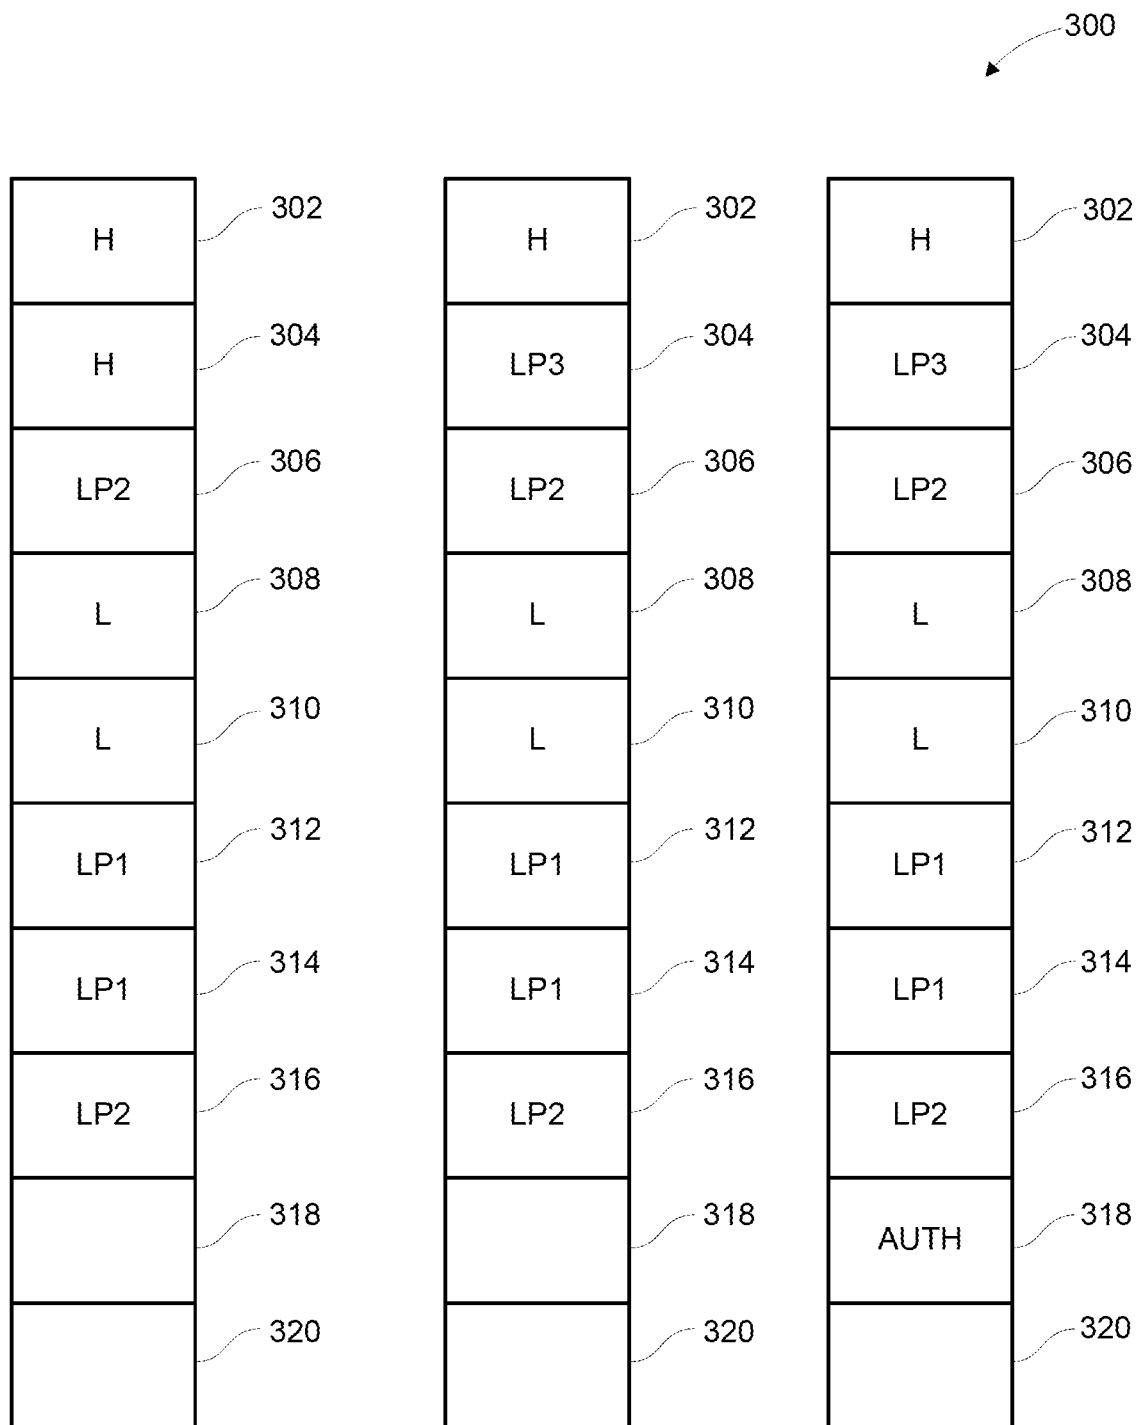 300
H 302 H 302 H 302
H 304 LP3 304 LP3 304
LP2 306 LP2 306 LP2 306
L 308 L 308 L 308
L 310 L 310 L 310
LP1 312 LP1 312 LP1 312
LP1 314 LP1 314 LP1 314
LP2 316 LP2 316 LP2 316
318 318 AUTH 318
320 320 320